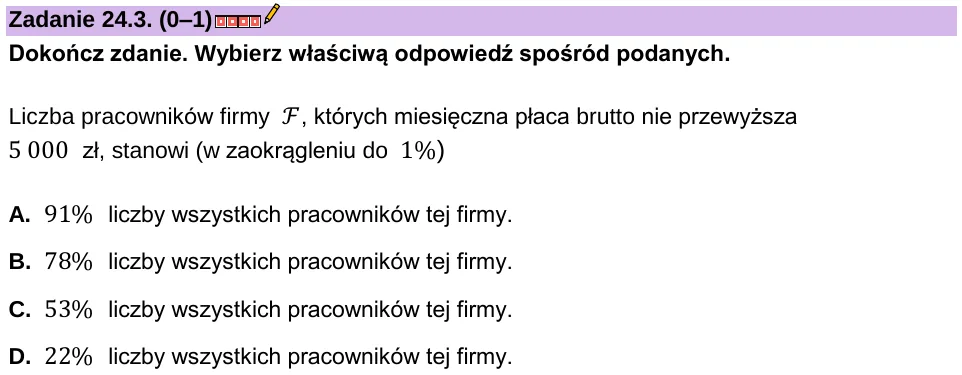 Zadanie 24.3. (0–1)
Dokończ zdanie. Wybierz właściwą odpowiedź spośród podanych.
Liczba pracowników firmy ℱ, których miesięczna płaca brutto nie przewyższa
5 000 zł, stanowi (w zaokrągleniu do 1%)
A. 91% liczby wszystkich pracowników tej firmy.
B. 78% liczby wszystkich pracowników tej firmy.
C. 53% liczby wszystkich pracowników tej firmy.
D. 22% liczby wszystkich pracowników tej firmy.